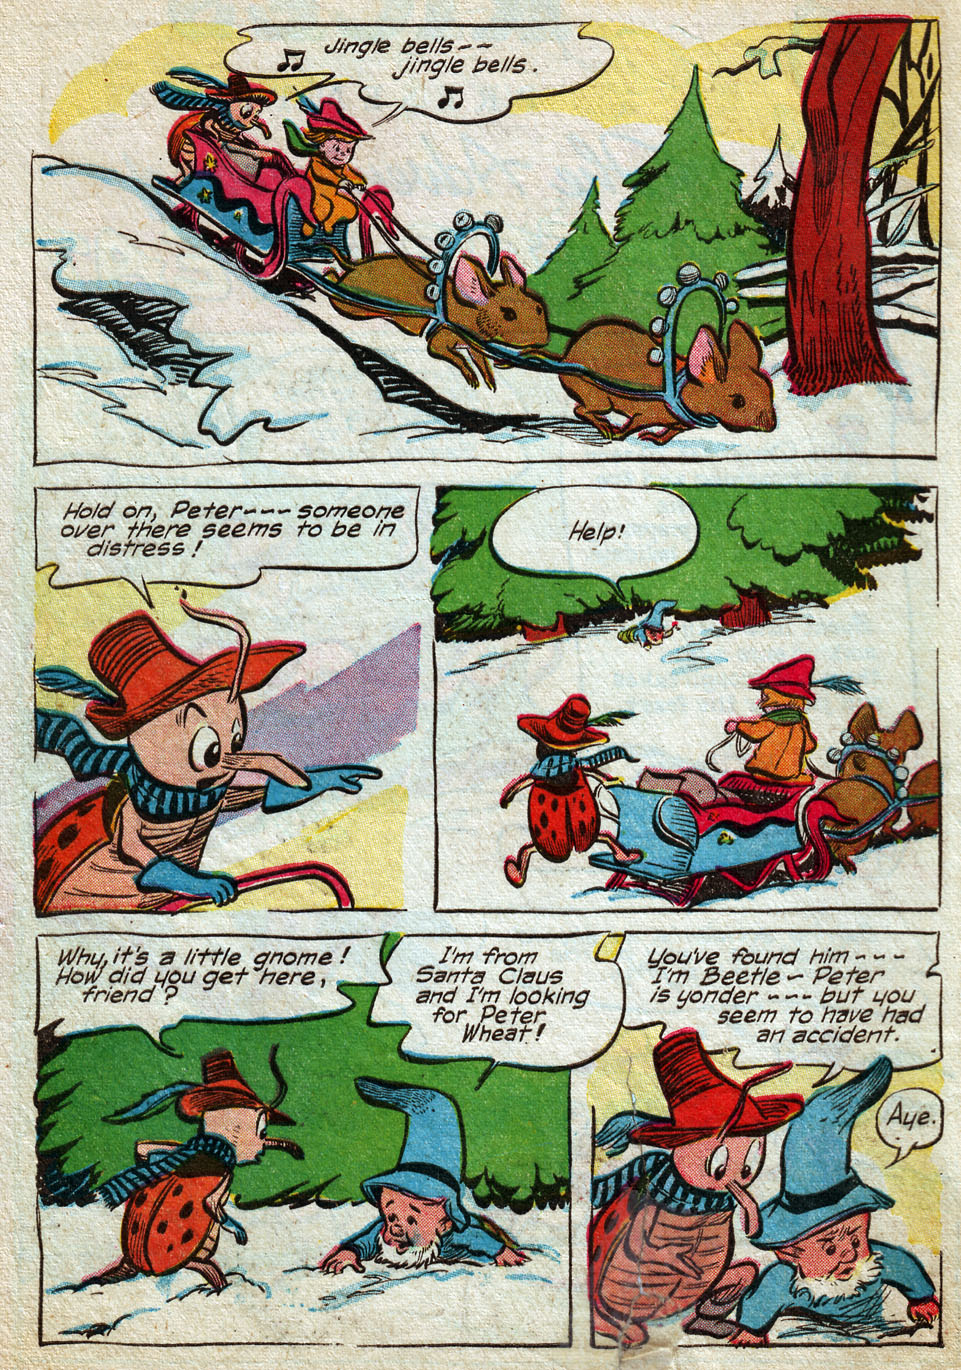 Jingle bells--
jingle bells.
Hold on, Peter--- someone
over there seems to be in
distress!
Help!
Why, it's a little gnome!
How did you get here,
friend?
I'm from
Santa Claus
and I'm looking
for Peter
Wheat!
You've found him---
I'm Beetle- Peter
is yonder --- but you
seem to have had
an accident.
Aye.